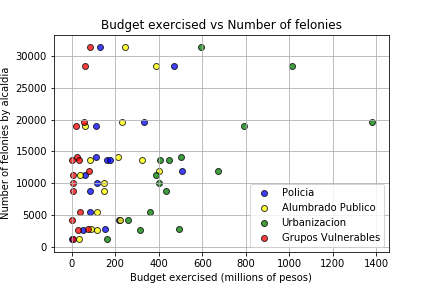 Budget exercised vs Number of felonies
Number of felonies by alcaldia
30000
25000
20000
15000
10000
5000
0
Policia
Alumbrado Publico
Urbanizacion
Grupos Vulnerables
0 200 400 600 800 1000 1200 1400
Budget exercised (millions of pesos)